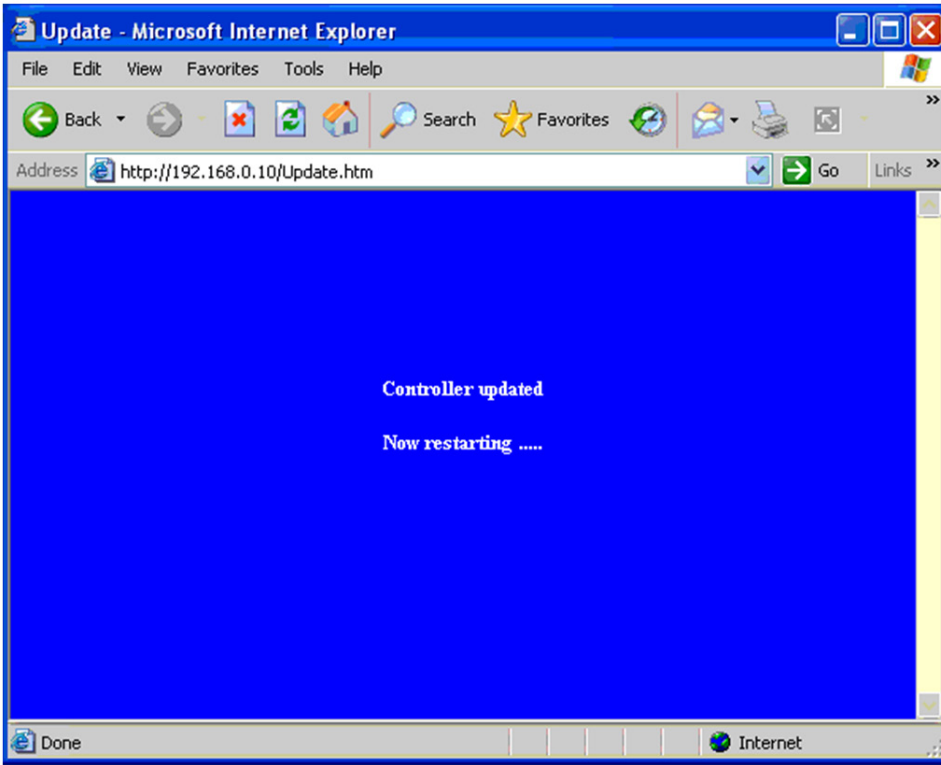 Update - Microsoft Internet Explorer
File Edit View Favorites Tools Help
Back Search Favorites »
Address http://192.168.0.10/Update.htm Go Links »
Controller updated
Now restarting .....
Done Internet